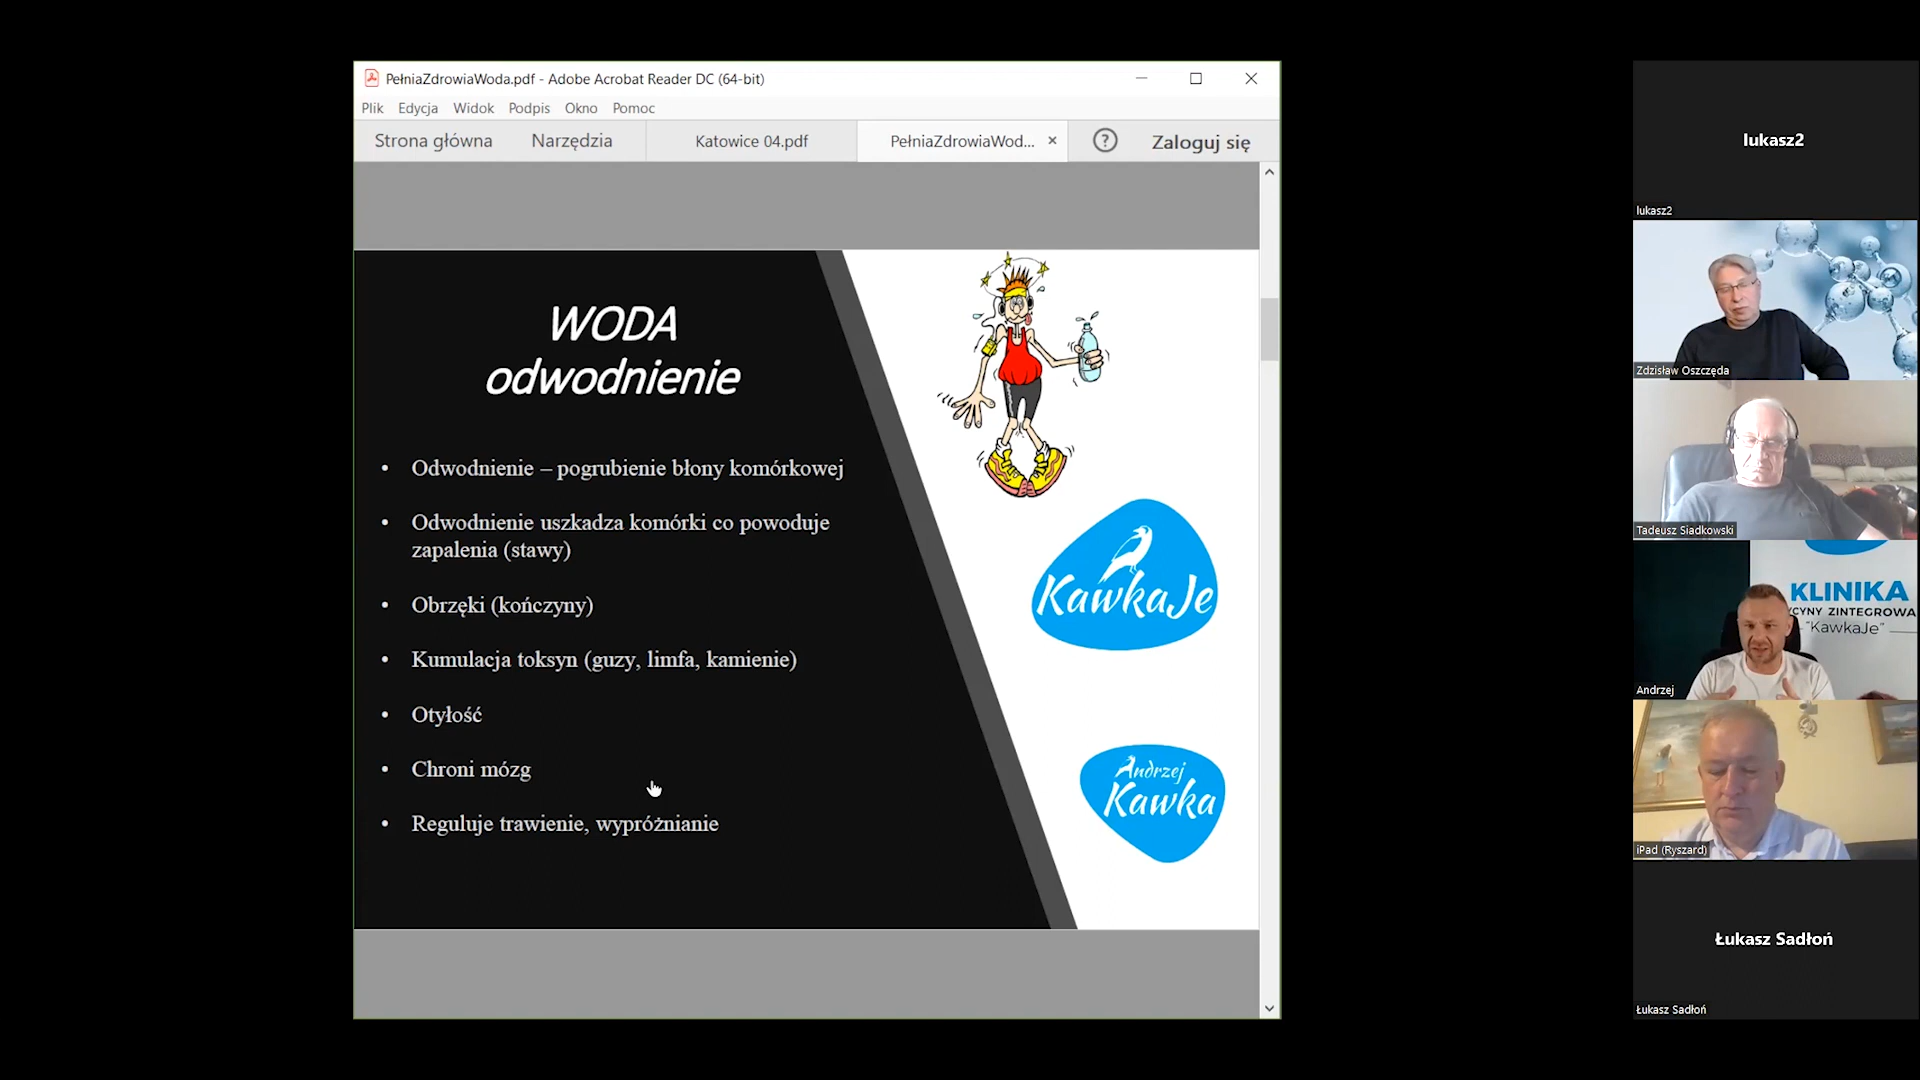 PełniaZdrowiaWoda.pdf - Adobe Acrobat Reader DC (64-bit)
Plik Edycja Widok Podpis Okno Pomoc
Strona główna Narzędzia Katowice 04.pdf PełniaZdrowiaWod... × ? Zaloguj się
WODA
odwodnienie
• Odwodnienie – pogrubienie błony komórkowej
• Odwodnienie uszkadza komórki co powoduje
zapalenia (stawy)
• Obrzęki (kończyny)
• Kumulacja toksyn (guzy, limfa, kamienie)
• Otyłość
• Chroni mózg
• Reguluje trawienie, wypróżnianie
KawkaJe
Andrzej
Kawka
lukasz2
lukasz2
Zdzisław Oszczęda
Tadeusz Siadkowski
KLINIKA
YCYNY ZINTEGROWA
"KawkaJe"
Andrzej
iPad (Ryszard)
Łukasz Sadłoń
Łukasz Sadłoń